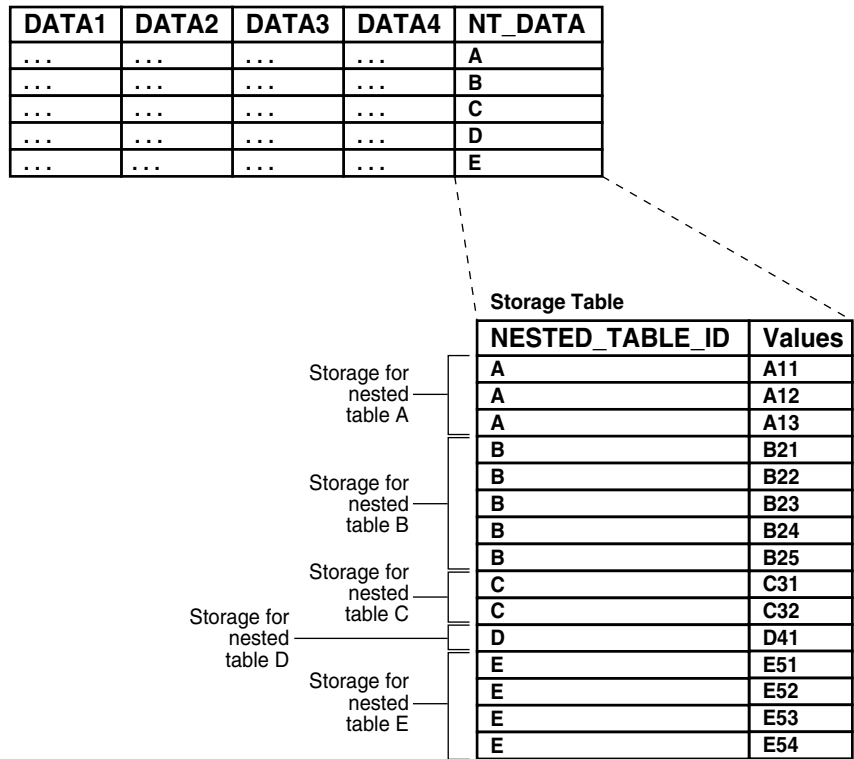 DATA1 DATA2 DATA3 DATA4 NT_DATA
... ... ... ... A
... ... ... ... B
... ... ... ... C
... ... ... ... D
... ... ... ... E
Storage Table
NESTED_TABLE_ID Values
A A11
A A12
A A13
B B21
B B22
B B23
B B24
B B25
C C31
C C32
D D41
E E51
E E52
E E53
E E54
Storage for
nested
table A
Storage for
nested
table B
Storage for
nested
table C
Storage for
nested
table D
Storage for
nested
table E